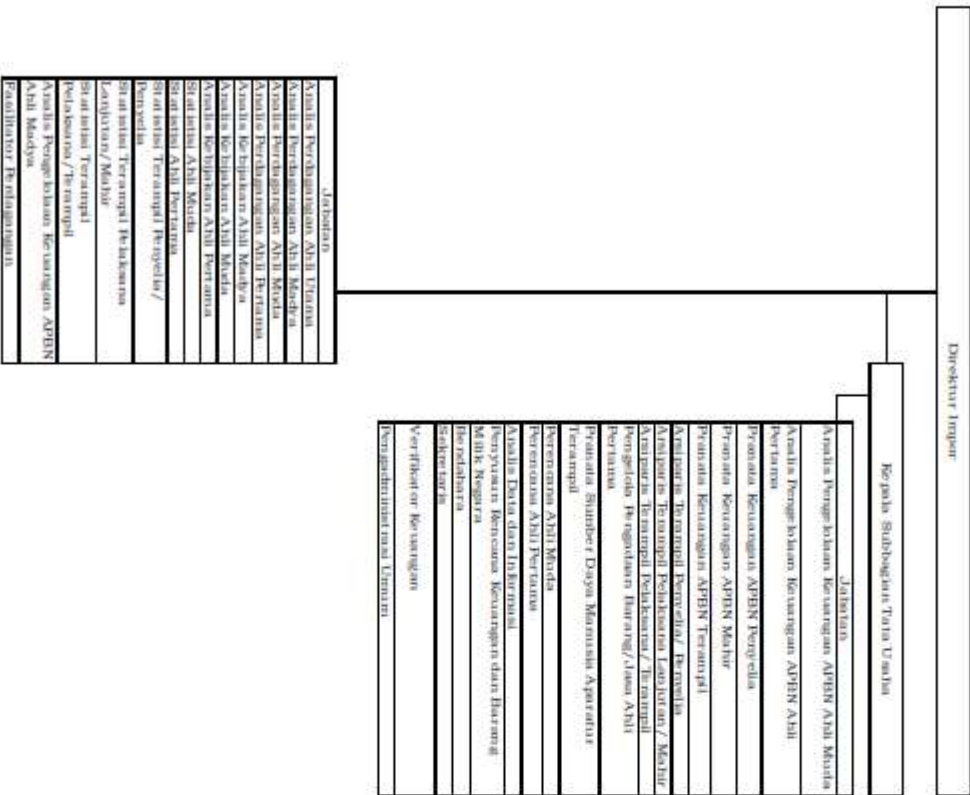 Direktur Impor
Kepala Subbagian Tata Usaha
Jabatan
Analis Pengelolaan Keuangan APBN Ahli Muda
Analis Pengelolaan Keuangan APBN Ahli
Pertama
Pranata Keuangan APBN Penyelia
Pranata Keuangan APBN Mahir
Pranata Keuangan APBN Terampil
Arsiparis Terampil Penyelia/ Penyelia
Arsiparis Terampil Pelaksana Lanjutan/ Mahir
Arsiparis Terampil Pelaksana/ Terampil
Pengelola Pengadaan Barang/Jasa Ahli
Pertama
Pranata Sumber Daya Manusia Aparatur
Terampil
Perencana Ahli Muda
Perencana Ahli Pertama
Analis Data dan Informasi
Penyusun Rencana Keuangan dan Barang
Milik Negara
Bendahara
Sekretaris
Verifikator Keuangan
Pengadministrasi Umum
Jabatan
Analis Perdagangan Ahli Utama
Analis Perdagangan Ahli Madya
Analis Perdagangan Ahli Muda
Analis Perdagangan Ahli Pertama
Analis Kebijakan Ahli Madya
Analis Kebijakan Ahli Muda
Analis Kebijakan Ahli Pertama
Statistisi Ahli Muda
Statistisi Ahli Pertama
Statistisi Terampil Penyelia/
Penyelia
Statistisi Terampil Pelaksana
Lanjutan/Mahir
Statistisi Terampil
Pelaksana/Terampil
Analis Pengelolaan Keuangan APBN
Ahli Madya
Fasilitator Perdagangan